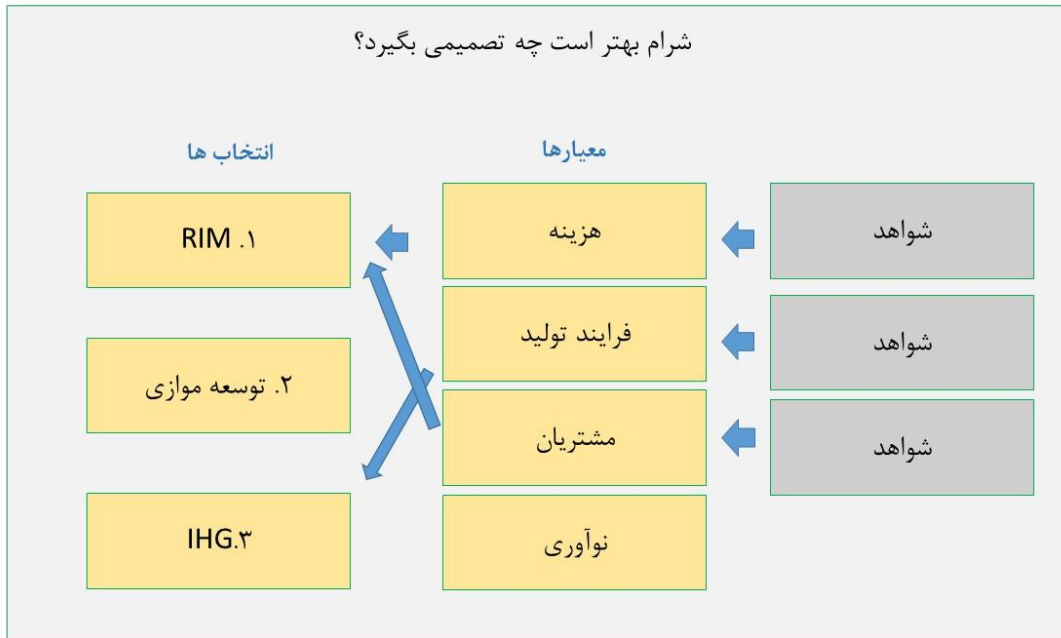 شرام بهتر است چه تصمیمی بگیرد؟
معیارها
انتخاب ها
شواهد
هزینه
۱. RIM
شواهد
فرایند تولید
۲. توسعه موازی
شواهد
مشتریان
نوآوری
۳.IHG